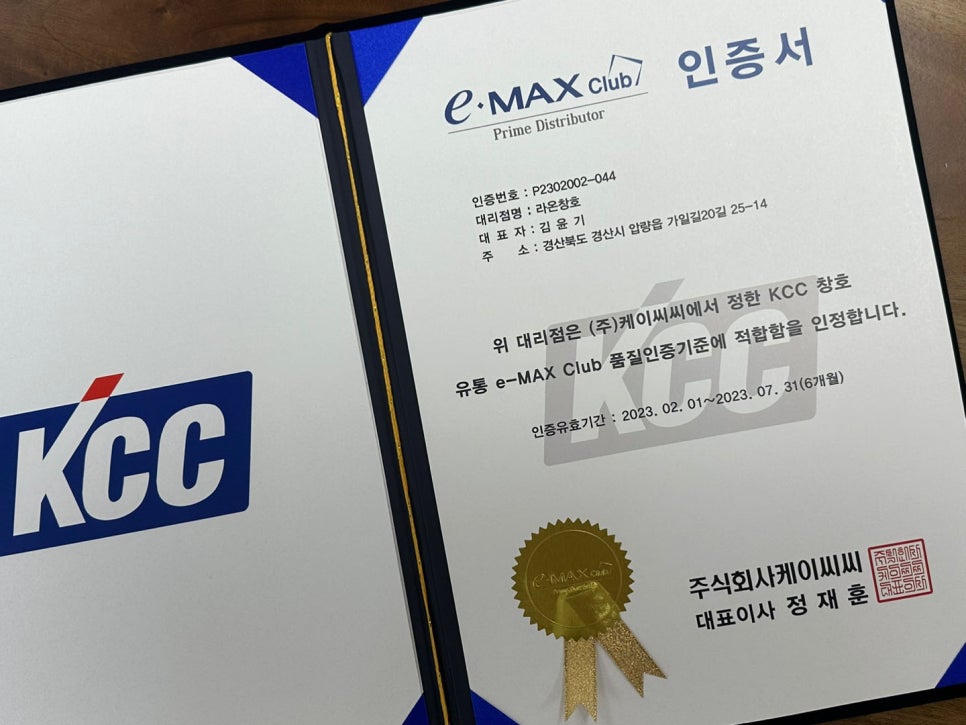 KCC
e·MAX Club 인증서
Prime Distributor
인증번호 : P2302002-044
대리점명 : 라온창호
대 표 자 : 김 윤 기
주 소 : 경산북도 경산시 압량읍 가일길20길 25-14
KCC
위 대리점은 (주)케이씨씨에서 정한 KCC 창호
유통 e-MAX Club 품질인증기준에 적합함을 인정합니다.
인증유효기간 : 2023. 02. 01~2023. 07. 31(6개월)
e·MAX Club
주식회사케이씨씨
대표이사 정 재 훈